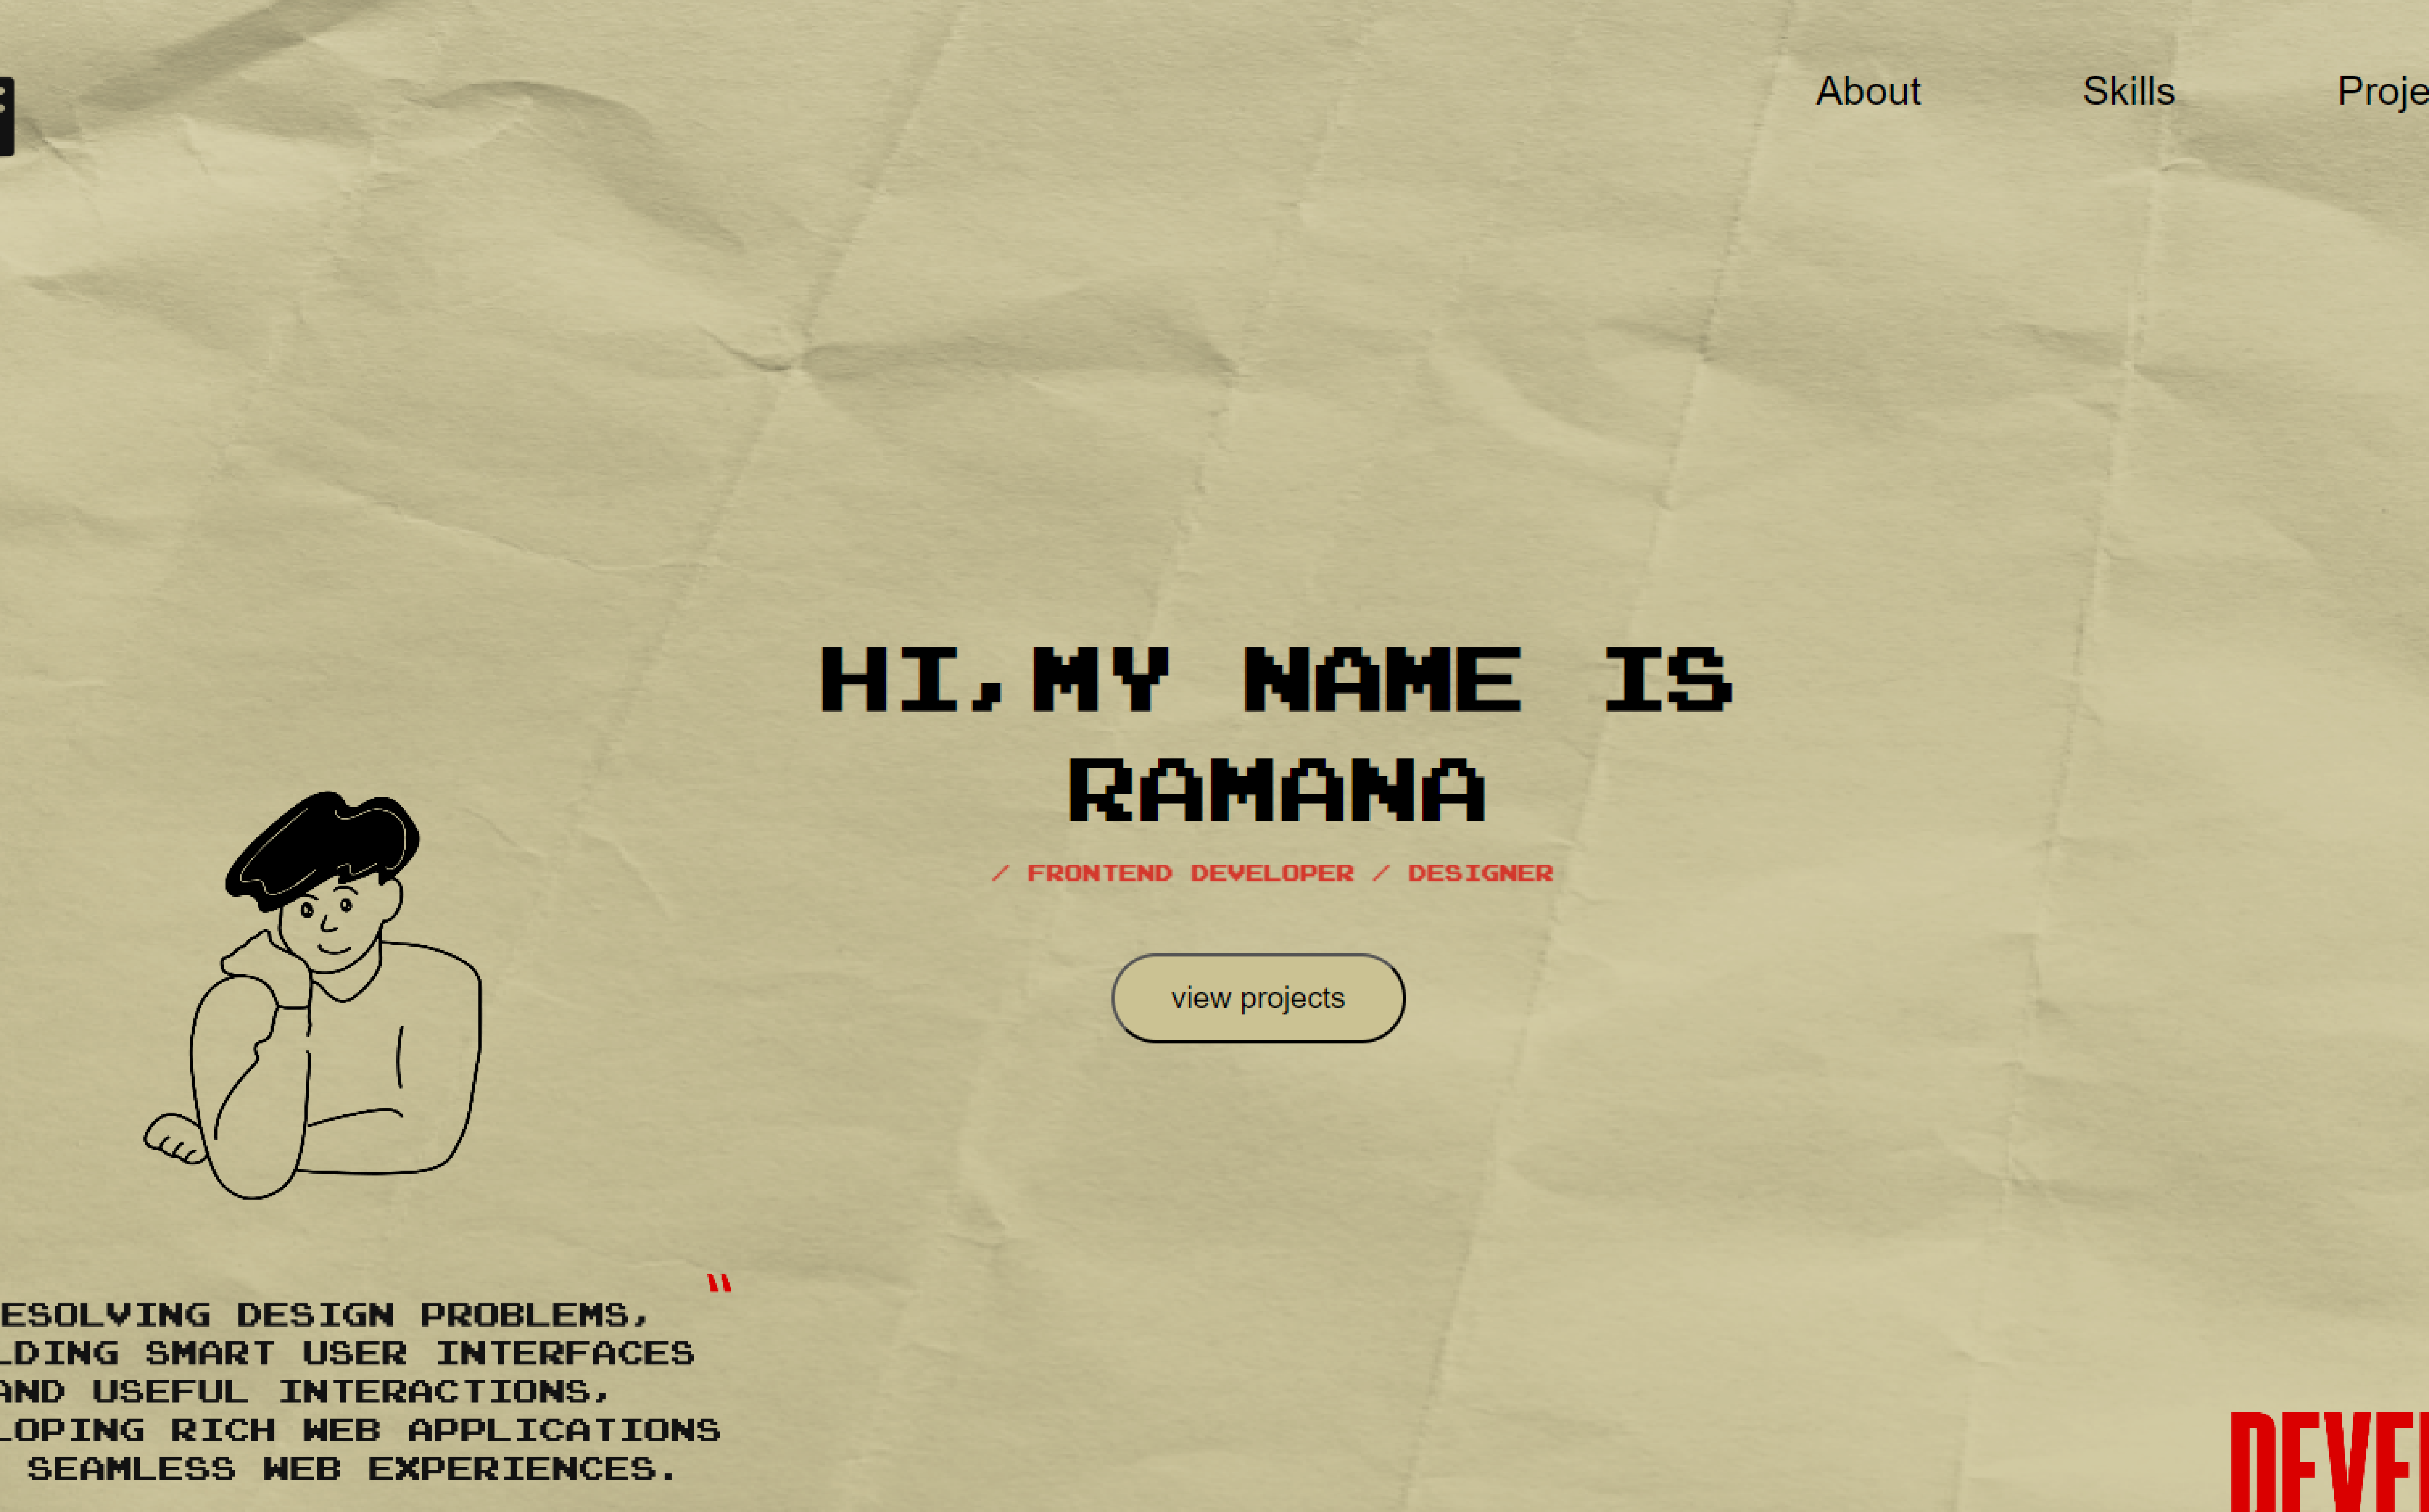 About Skills Proje
HI,MY NAME IS
RAMANA
/ FRONTEND DEVELOPER / DESIGNER
view projects
"
ESOLVING DESIGN PROBLEMS,
LDING SMART USER INTERFACES
AND USEFUL INTERACTIONS,
LOPING RICH WEB APPLICATIONS
SEAMLESS WEB EXPERIENCES.
DEVE